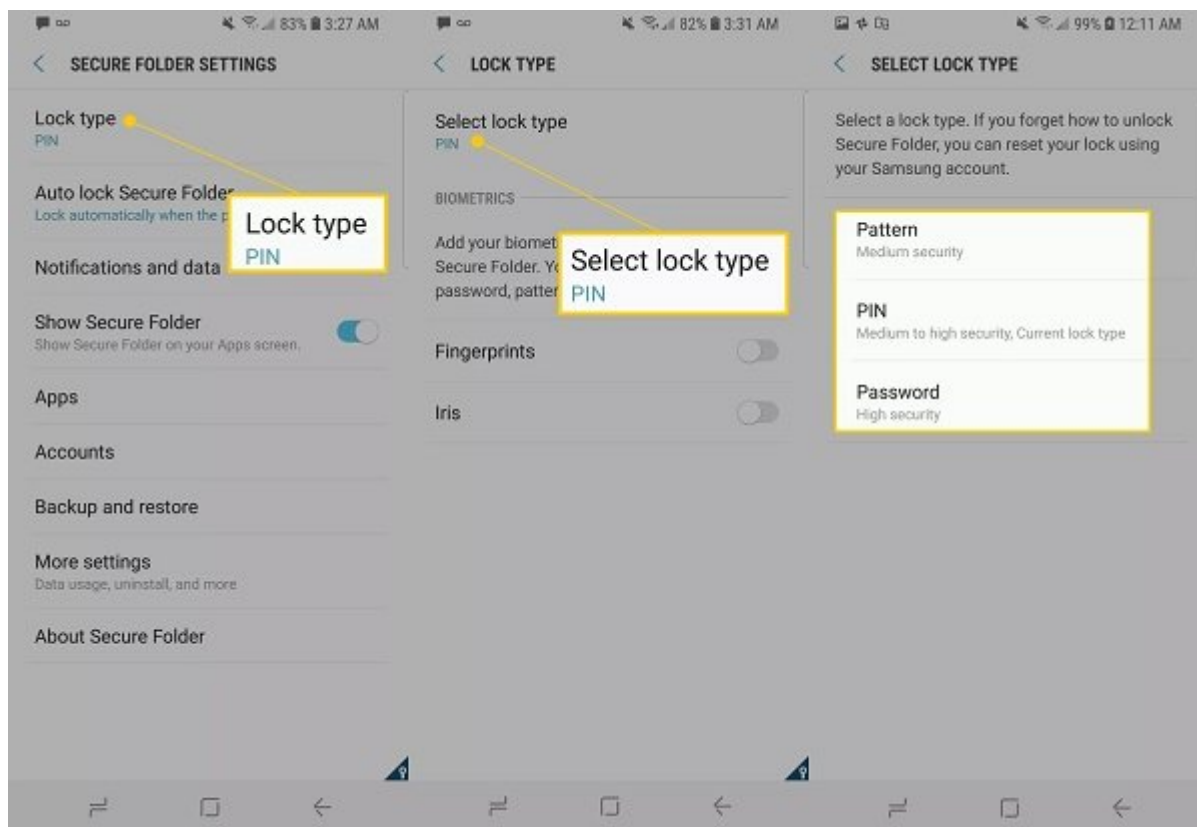 83% 3:27 AM
SECURE FOLDER SETTINGS
Lock type
PIN
Auto lock Secure Folder
Lock automatically when the p
Lock type
PIN
Notifications and data
Show Secure Folder
Show Secure Folder on your Apps screen.
Apps
Accounts
Backup and restore
More settings
Data usage, uninstall, and more
About Secure Folder
82% 3:31 AM
LOCK TYPE
Select lock type
PIN
BIOMETRICS
Add your biomet
Secure Folder. Yo
password, patter
Select lock type
PIN
Fingerprints
Iris
99% 12:11 AM
SELECT LOCK TYPE
Select a lock type. If you forget how to unlock
Secure Folder, you can reset your lock using
your Samsung account.
Pattern
Medium security
PIN
Medium to high security, Current lock type
Password
High security